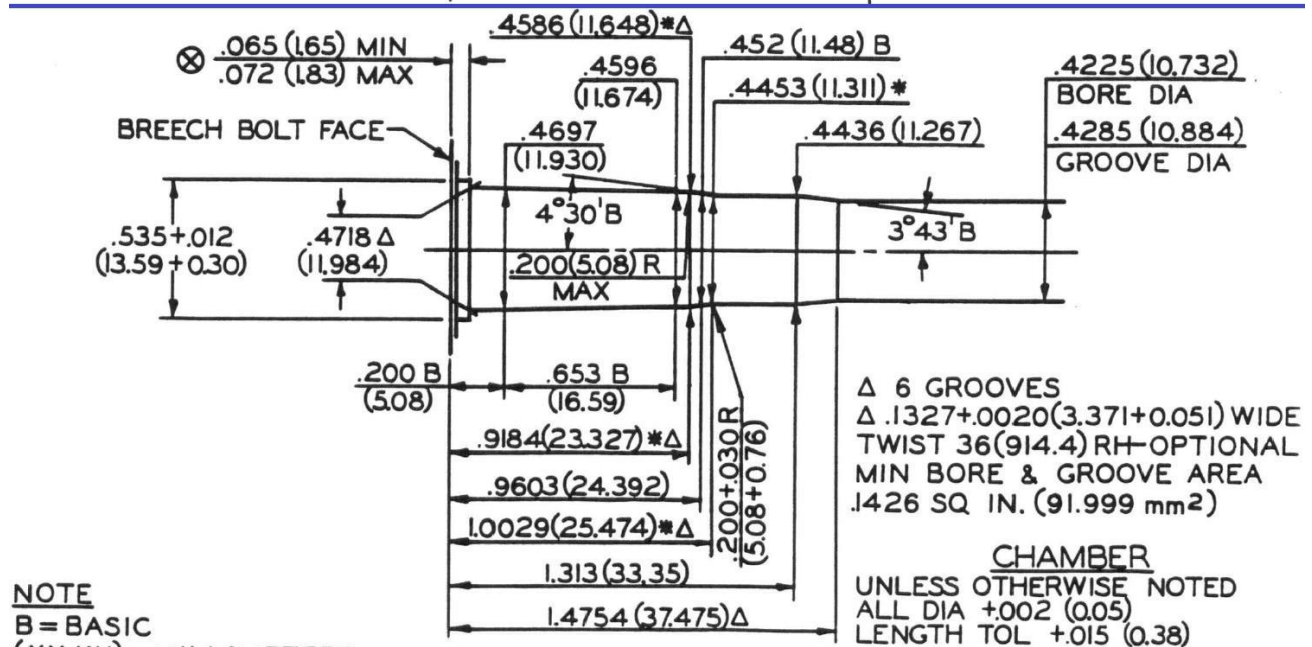 .4586(11,648)*Δ
⊗ .065 (1.65) MIN
.072 (1.83) MAX
.452 (11.48) B
.4596
(11.674)
.4453(11.311)*
.4225(10.732)
BORE DIA
BREECH BOLT FACE
.4697
(11.930)
.4436(11.267)
.4285(10.884)
GROOVE DIA
4°30'B
3°43'B
.535+.012
(13.59+0.30)
.4718 Δ
(11.984)
.200(5.08) R
MAX
.200 B
(5.08)
.653 B
(16.59)
.9184(23.327)*Δ
.9603(24.392)
1.0029(25.474)*Δ
.200+.030 R
(5.08+0.76)
1.313(33.35)
1.4754(37.475)Δ
Δ 6 GROOVES
Δ .1327+.0020(3.371+0.051) WIDE
TWIST 36(914.4) RH-OPTIONAL
MIN BORE & GROOVE AREA
.1426 SQ IN. (91.999 mm2)
CHAMBER
UNLESS OTHERWISE NOTED
ALL DIA +.002 (0.05)
LENGTH TOL +.015 (0.38)
NOTE
B = BASIC